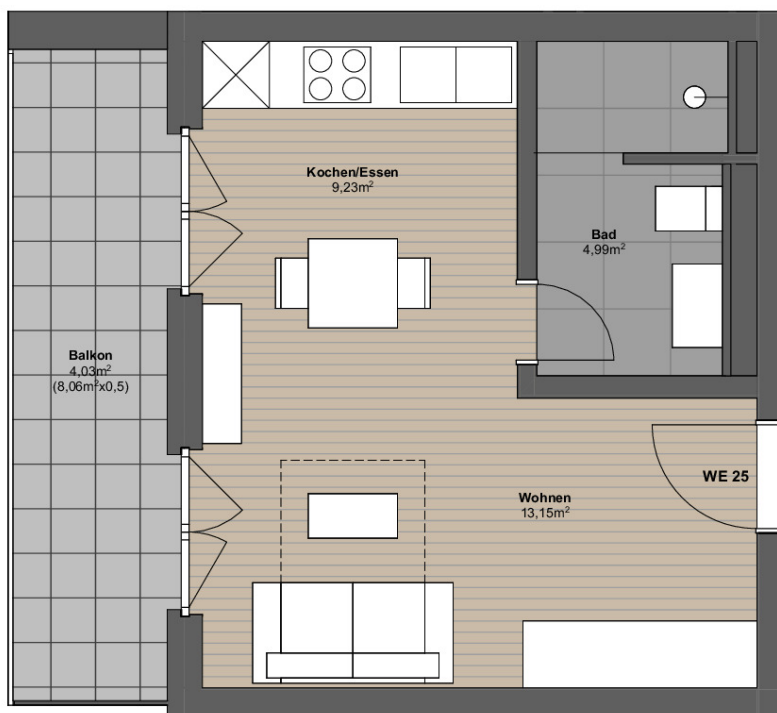 Kochen/Essen
9,23m²
Bad
4,99m²
Balkon
4,03m²
(8,06m²x0,5)
WE 25
Wohnen
13,15m²